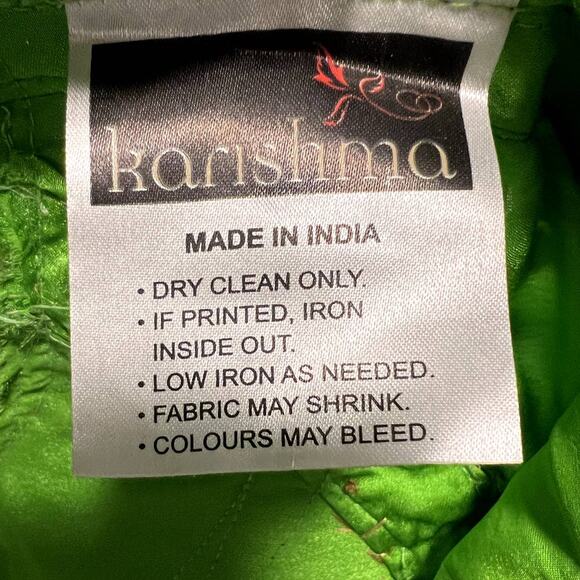 karishma
MADE IN INDIA
• DRY CLEAN ONLY.
• IF PRINTED, IRON
INSIDE OUT.
• LOW IRON AS NEEDED.
• FABRIC MAY SHRINK.
• COLOURS MAY BLEED.